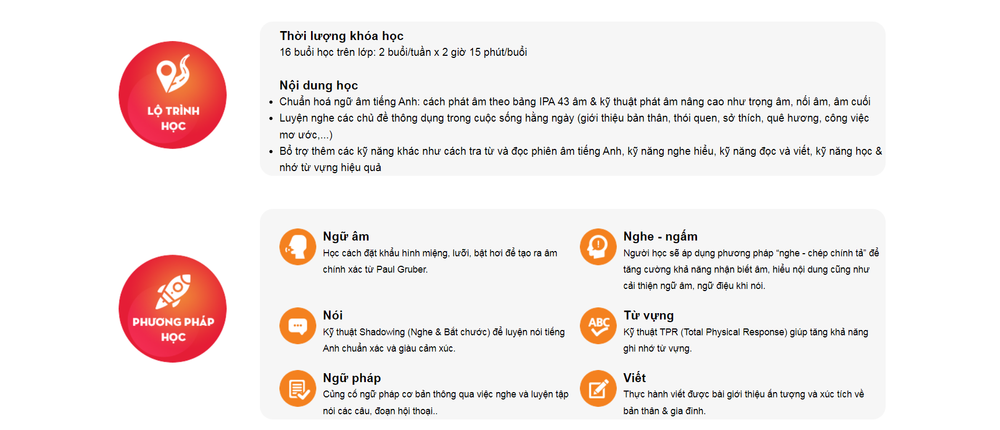 LỘ TRÌNH
HỌC
Thời lượng khóa học
16 buổi học trên lớp: 2 buổi/tuần x 2 giờ 15 phút/buổi
Nội dung học
• Chuẩn hoá ngữ âm tiếng Anh: cách phát âm theo bảng IPA 43 âm & kỹ thuật phát âm nâng cao như trọng âm, nối âm, âm cuối
• Luyện nghe các chủ đề thông dụng trong cuộc sống hằng ngày (giới thiệu bản thân, thói quen, sở thích, quê hương, công việc
mơ ước,...)
• Bổ trợ thêm các kỹ năng khác như cách tra từ và đọc phiên âm tiếng Anh, kỹ năng nghe hiểu, kỹ năng đọc và viết, kỹ năng học &
nhớ từ vựng hiệu quả
PHƯƠNG PHÁP
HỌC
Ngữ âm
Học cách đặt khẩu hình miệng, lưỡi, bật hơi để tạo ra âm
chính xác từ Paul Gruber.
Nghe - ngấm
Người học sẽ áp dụng phương pháp “nghe - chép chính tả” để
tăng cường khả năng nhận biết âm, hiểu nội dung cũng như
cải thiện ngữ âm, ngữ điệu khi nói.
Nói
Kỹ thuật Shadowing (Nghe & Bắt chước) để luyện nói tiếng
Anh chuẩn xác và giàu cảm xúc.
ABC
Từ vựng
Kỹ thuật TPR (Total Physical Response) giúp tăng khả năng
ghi nhớ từ vựng.
Ngữ pháp
Củng cố ngữ pháp cơ bản thông qua việc nghe và luyện tập
nói các câu, đoạn hội thoại..
Viết
Thực hành viết được bài giới thiệu ấn tượng và xúc tích về
bản thân & gia đình.